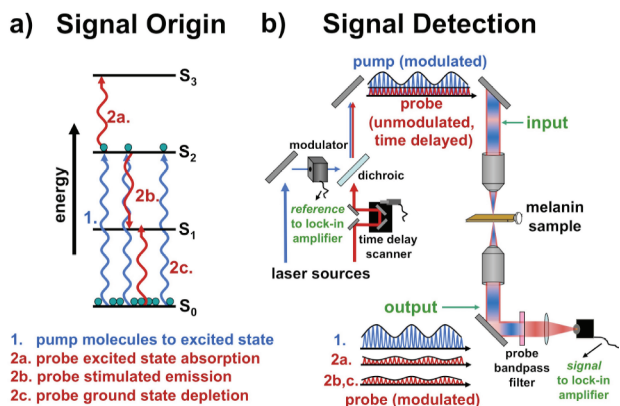 a) Signal Origin
S3
2a.
S2
energy
1.
2b.
S1
2c.
S0
1. pump molecules to excited state
2a. probe excited state absorption
2b. probe stimulated emission
2c. probe ground state depletion
b) Signal Detection
pump (modulated)
probe
(unmodulated,
time delayed)
input
modulator
dichroic
reference
to lock-in
amplifier
time delay
scanner
laser sources
melanin
sample
output
1.
2a.
2b,c.
probe (modulated)
probe
bandpass
filter
signal
to lock-in
amplifier